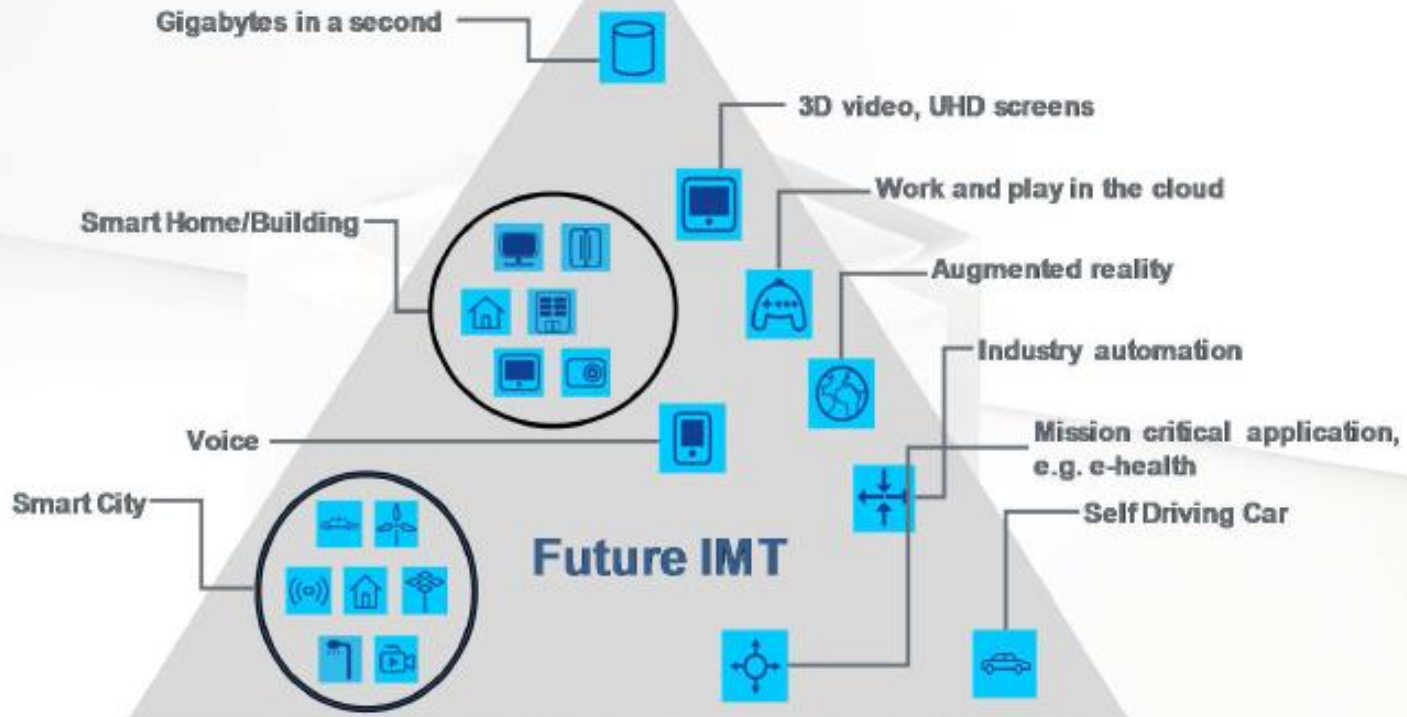 Gigabytes in a second
3D video, UHD screens
Work and play in the cloud
Smart Home/Building
Augmented reality
Industry automation
Voice
Mission critical application,
e.g. e-health
Smart City
Self Driving Car
Future IMT